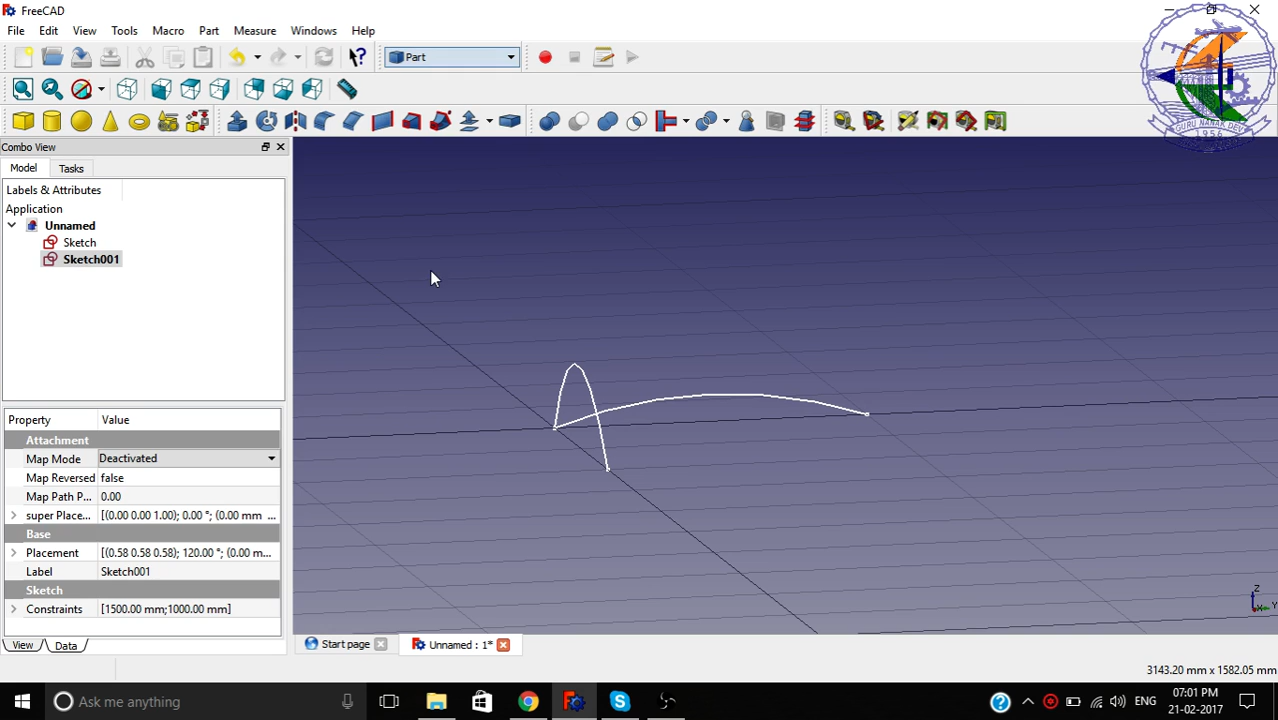 FreeCAD
File Edit View Tools Macro Part Measure Windows Help
Part
GURU NANAK DEV
1956
Combo View
Model Tasks
Labels & Attributes
Application
Unnamed
Sketch
Sketch001
Property Value
Attachment
Map Mode Deactivated
Map Reversed false
Map Path P... 0.00
super Place... [(0.00 0.00 1.00); 0.00 °; (0.00 mm ...
Base
Placement [(0.58 0.58 0.58); 120.00 °; (0.00 m...
Label Sketch001
Sketch
Constraints [1500.00 mm;1000.00 mm]
View Data
Z
Y
Start page Unnamed : 1*
3143.20 mm x 1582.05 mm
Ask me anything
ENG
07:01 PM
21-02-2017